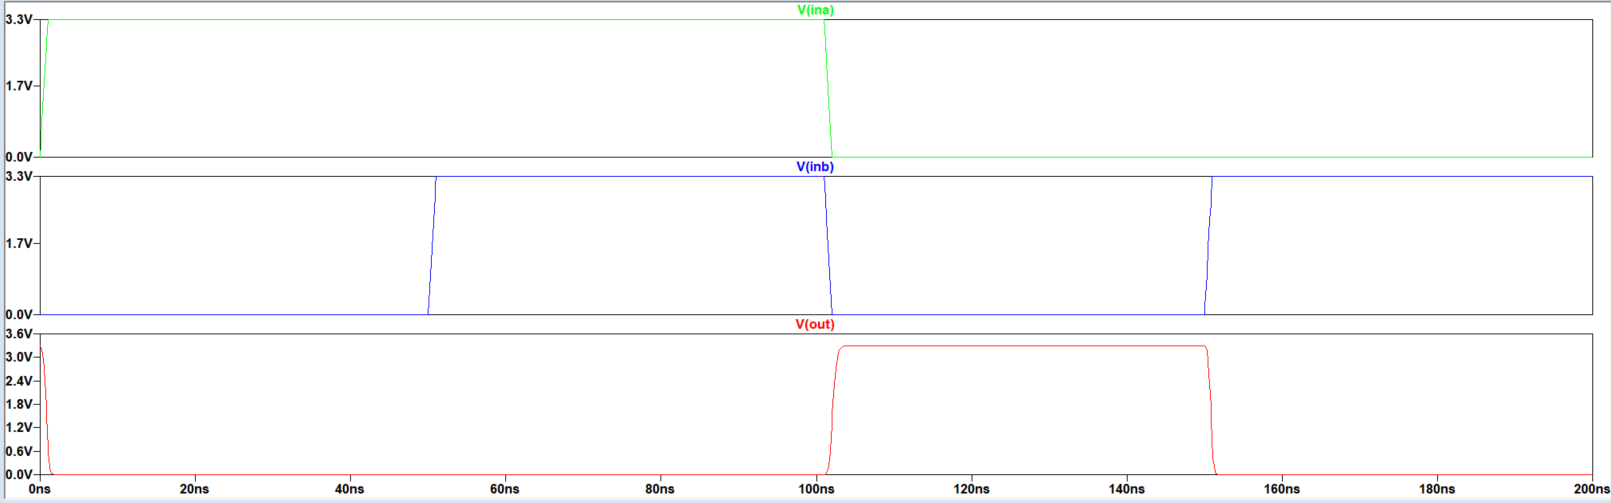 V(ina)
3.3V
1.7V
0.0V
V(inb)
3.3V
1.7V
0.0V
V(out)
3.6V
3.0V
2.4V
1.8V
1.2V
0.6V
0.0V
0ns 20ns 40ns 60ns 80ns 100ns 120ns 140ns 160ns 180ns 200ns